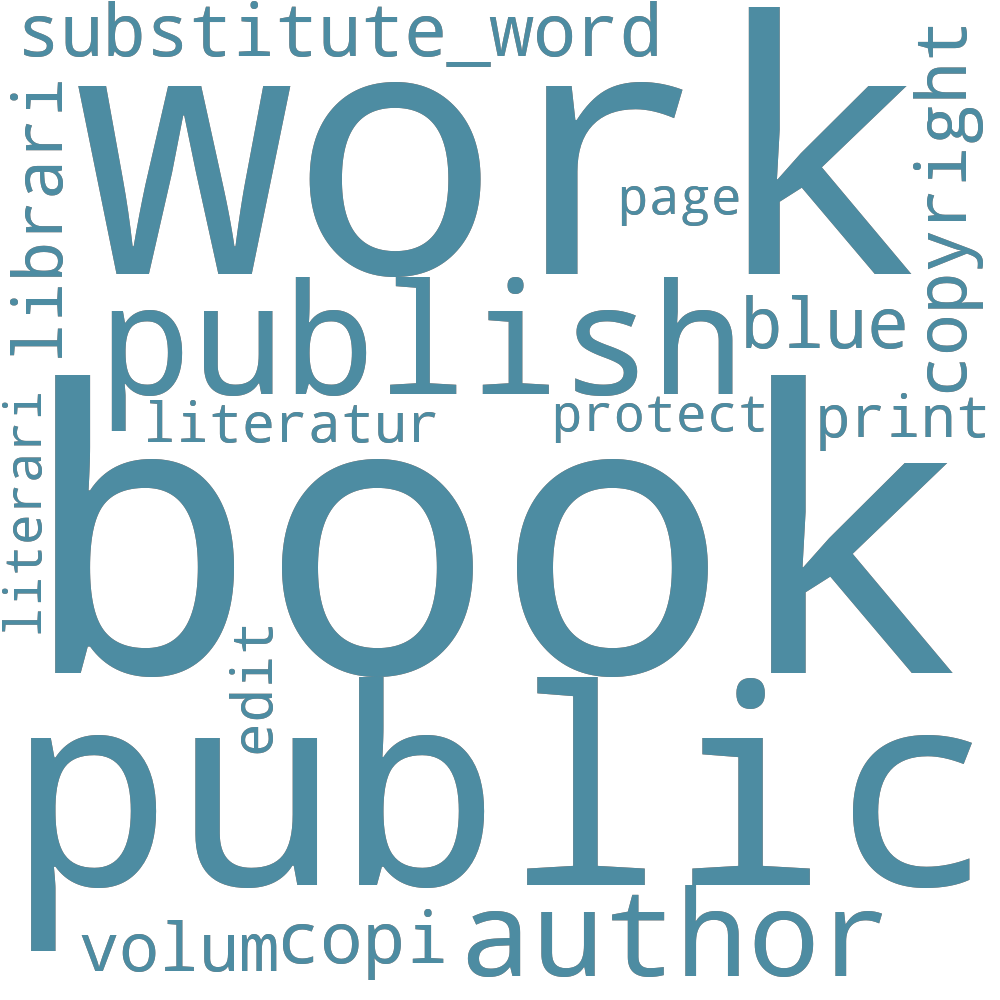 substitute_word
work
librari
copyright
page
publish
blue
literatur
protect
print
literari
book
edit
public
volum
copi
author